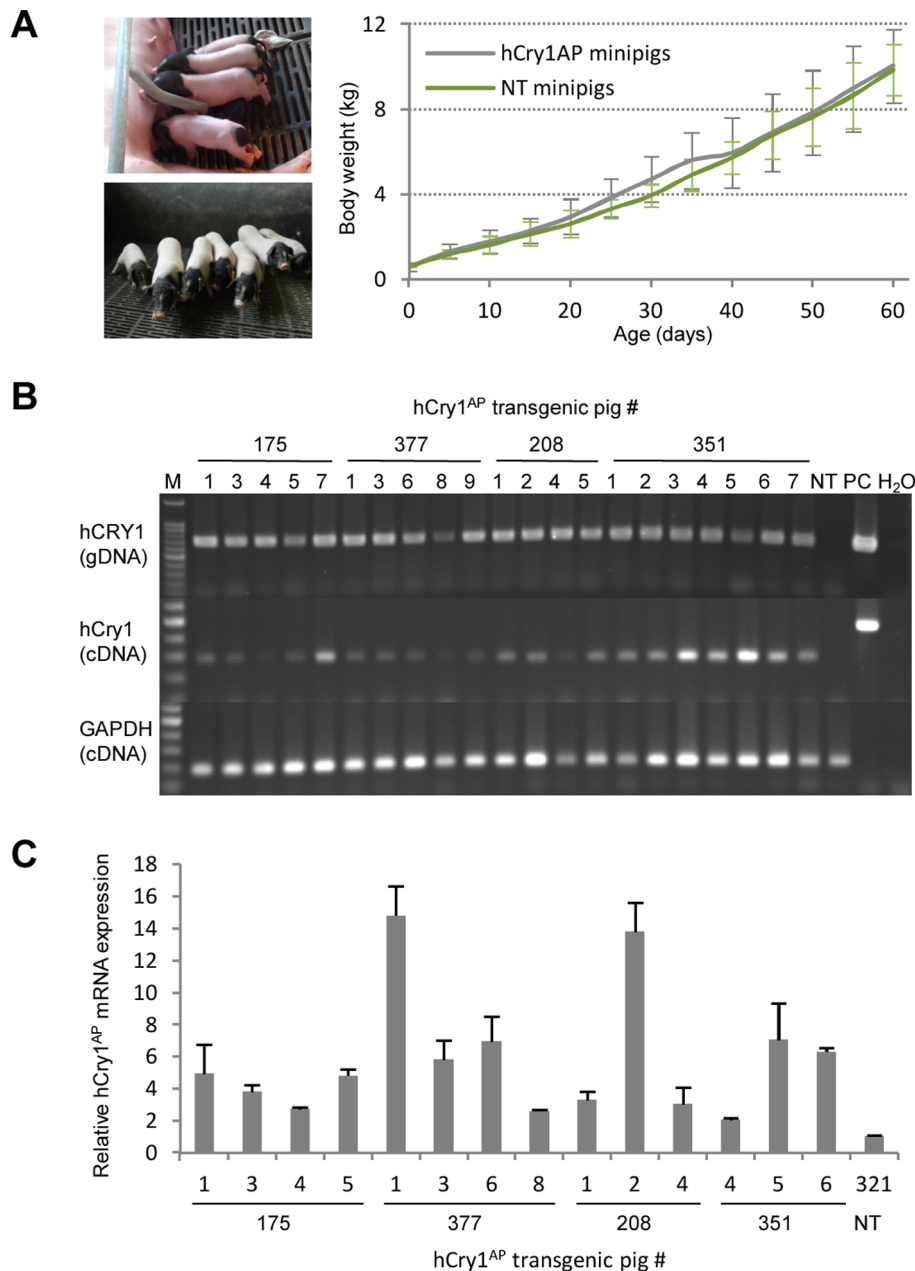 A
hCry1AP minipigs
NT minipigs
Body weight (kg)
12
8
4
0
0 10 20 30 40 50 60
Age (days)
B
hCry1AP transgenic pig #
175 377 208 351
M 1 3 4 5 7 1 3 6 8 9 1 2 4 5 1 2 3 4 5 6 7 NT PC H2O
hCRY1
(gDNA)
hCry1
(cDNA)
GAPDH
(cDNA)
C
Relative hCry1AP mRNA expression
18
16
14
12
10
8
6
4
2
0
1 3 4 5 1 3 6 8 1 2 4 4 5 6 321
175 377 208 351 NT
hCry1AP transgenic pig #